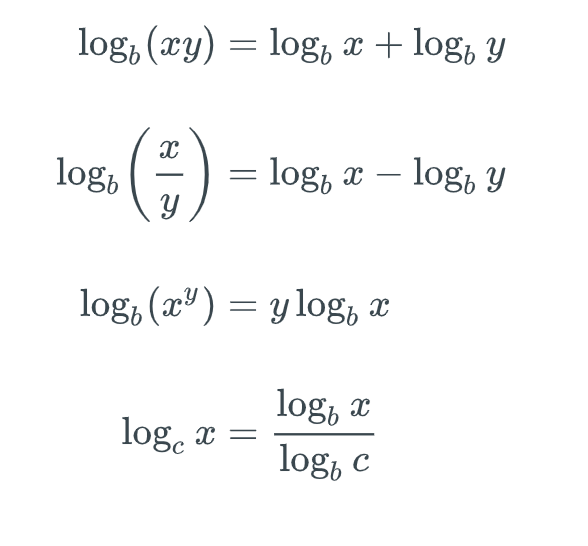 log_b(xy) = log_b x + log_b y
log_b(x/y) = log_b x − log_b y
log_b(x^y) = y log_b x
log_c x = (log_b x)/(log_b c)